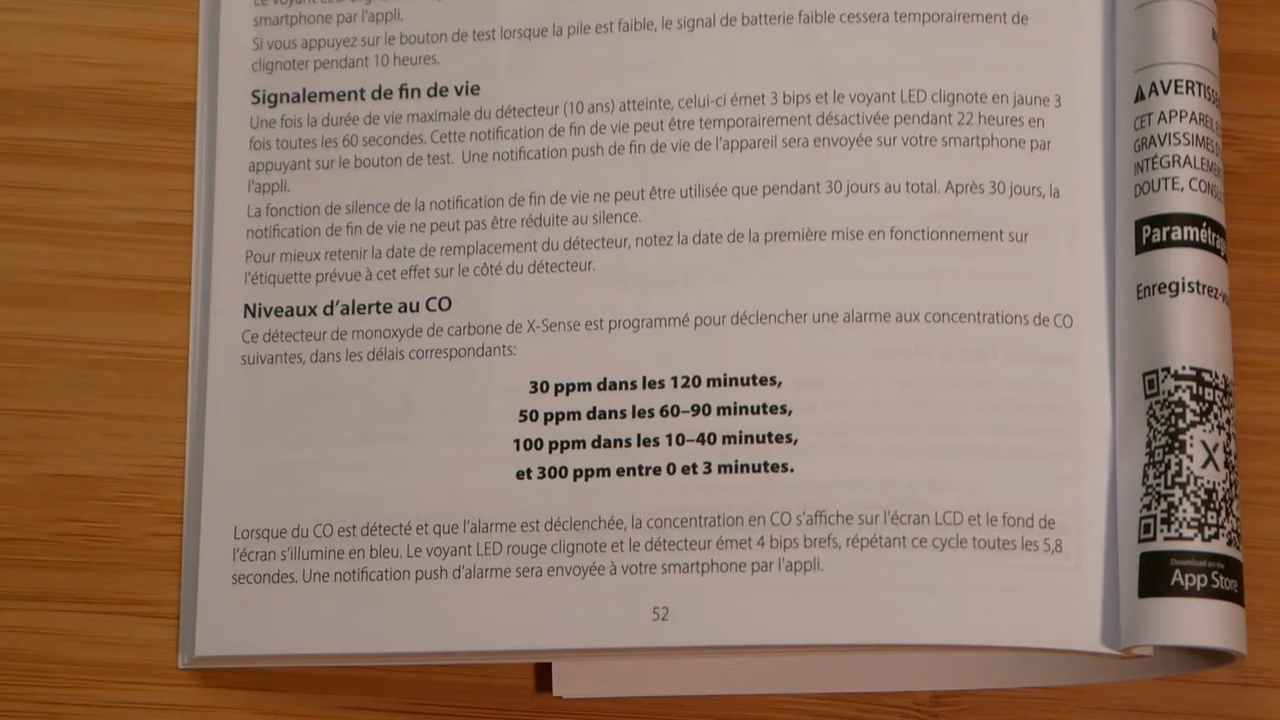 smartphone par l'appli.
Si vous appuyez sur le bouton de test lorsque la pile est faible, le signal de batterie faible cessera temporairement de
clignoter pendant 10 heures.
Signalement de fin de vie
Une fois la durée de vie maximale du détecteur (10 ans) atteinte, celui-ci émet 3 bips et le voyant LED clignote en jaune 3
fois toutes les 60 secondes. Cette notification de fin de vie peut être temporairement désactivée pendant 22 heures en
appuyant sur le bouton de test. Une notification push de fin de vie de l'appareil sera envoyée sur votre smartphone par
l'appli.
La fonction de silence de la notification de fin de vie ne peut être utilisée que pendant 30 jours au total. Après 30 jours, la
notification de fin de vie ne peut pas être réduite au silence.
Pour mieux retenir la date de remplacement du détecteur, notez la date de la première mise en fonctionnement sur
l'étiquette prévue à cet effet sur le côté du détecteur.
Niveaux d'alerte au CO
Ce détecteur de monoxyde de carbone de X-Sense est programmé pour déclencher une alarme aux concentrations de CO
suivantes, dans les délais correspondants:
30 ppm dans les 120 minutes,
50 ppm dans les 60–90 minutes,
100 ppm dans les 10–40 minutes,
et 300 ppm entre 0 et 3 minutes.
Lorsque du CO est détecté et que l'alarme est déclenchée, la concentration en CO s'affiche sur l'écran LCD et le fond de
l'écran s'illumine en bleu. Le voyant LED rouge clignote et le détecteur émet 4 bips brefs, répétant ce cycle toutes les 5,8
secondes. Une notification push d'alarme sera envoyée à votre smartphone par l'appli.
52
CET
DOUTE,
Download on the
App Store